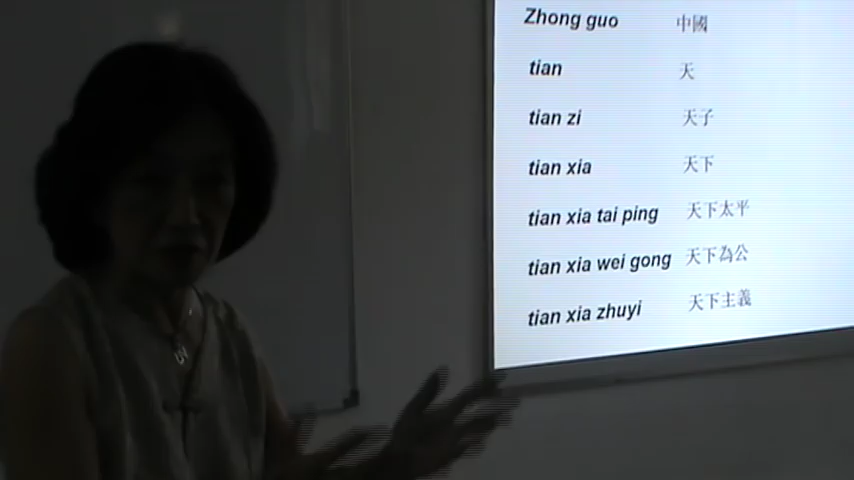 Zhong guo 中國
tian 天
tian zi 天子
tian xia 天下
tian xia tai ping 天下太平
tian xia wei gong 天下為公
tian xia zhuyi 天下主義